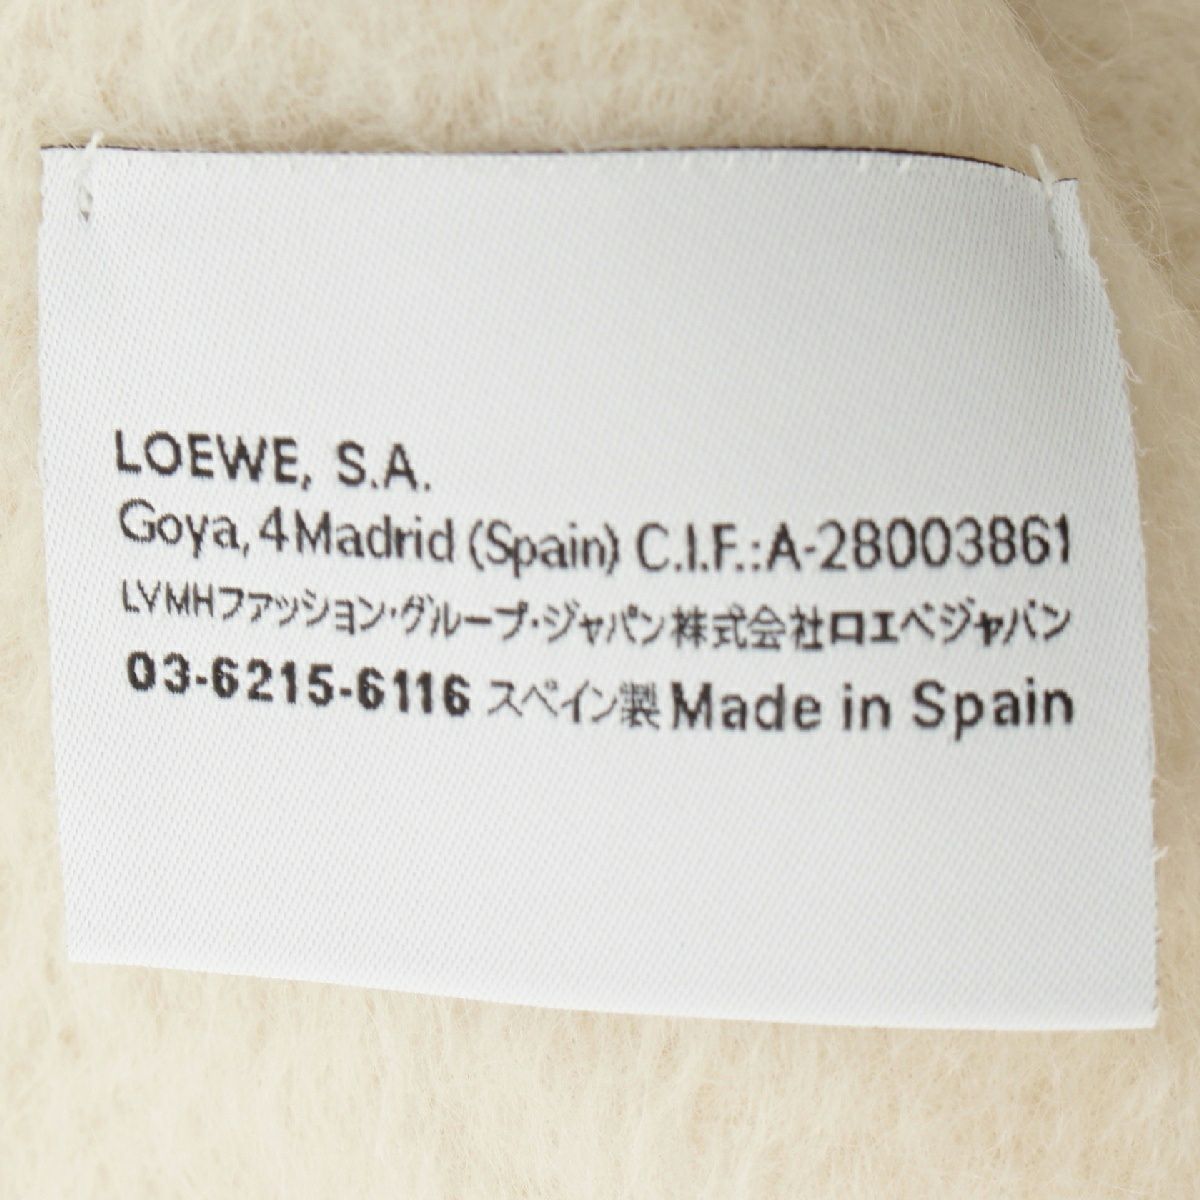 LOEWE, S.A.
Goya, 4 Madrid (Spain) C.I.F.:A-28003861
LVMHファッション・グループ・ジャパン株式会社ロエベジャパン
03-6215-6116 スペイン製 Made in Spain